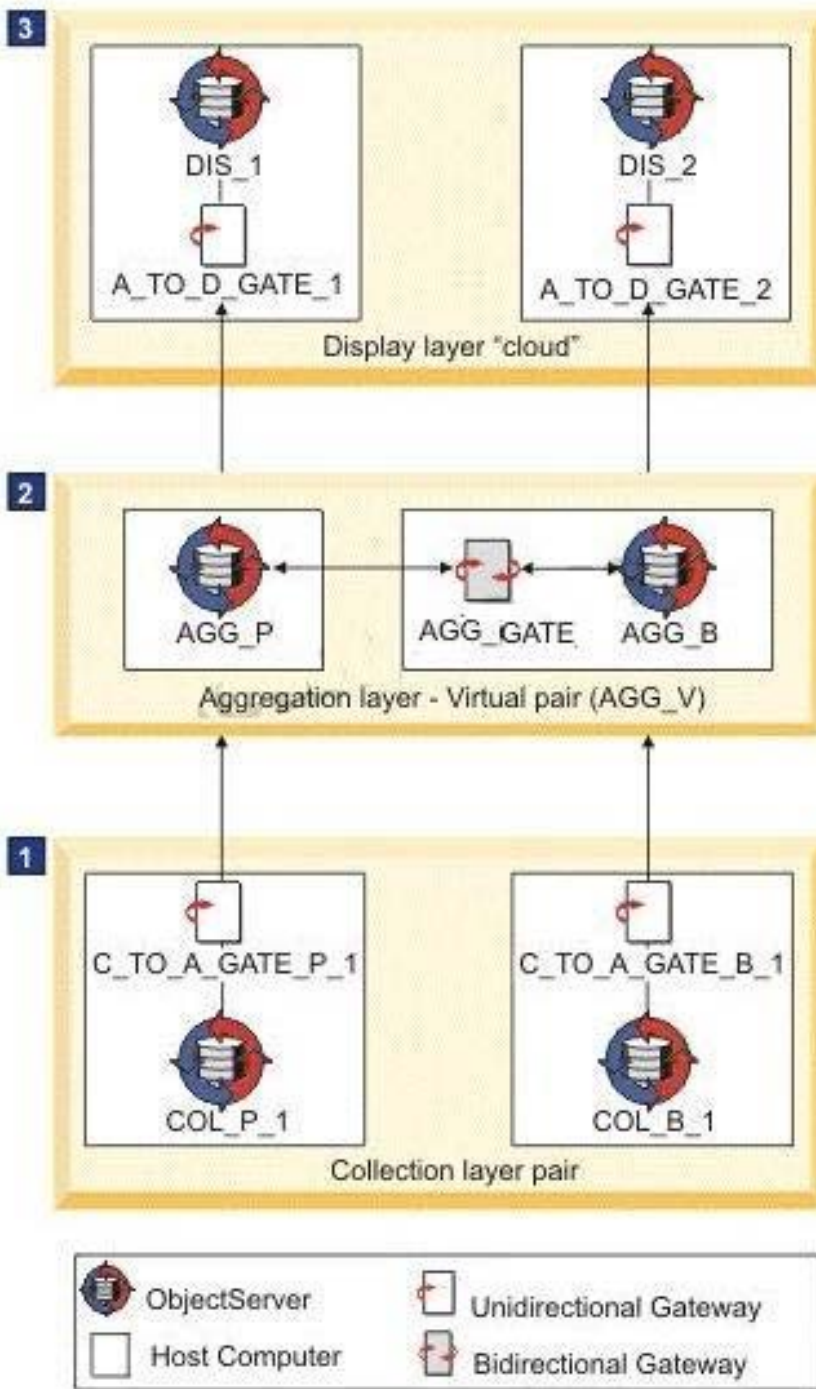 3
DIS_1
DIS_2
A_TO_D_GATE_1
A_TO_D_GATE_2
Display layer “cloud”
2
AGG_P
AGG_GATE
AGG_B
Aggregation layer - Virtual pair (AGG_V)
1
C_TO_A_GATE_P_1
C_TO_A_GATE_B_1
COL_P_1
COL_B_1
Collection layer pair
ObjectServer
Unidirectional Gateway
Host Computer
Bidirectional Gateway